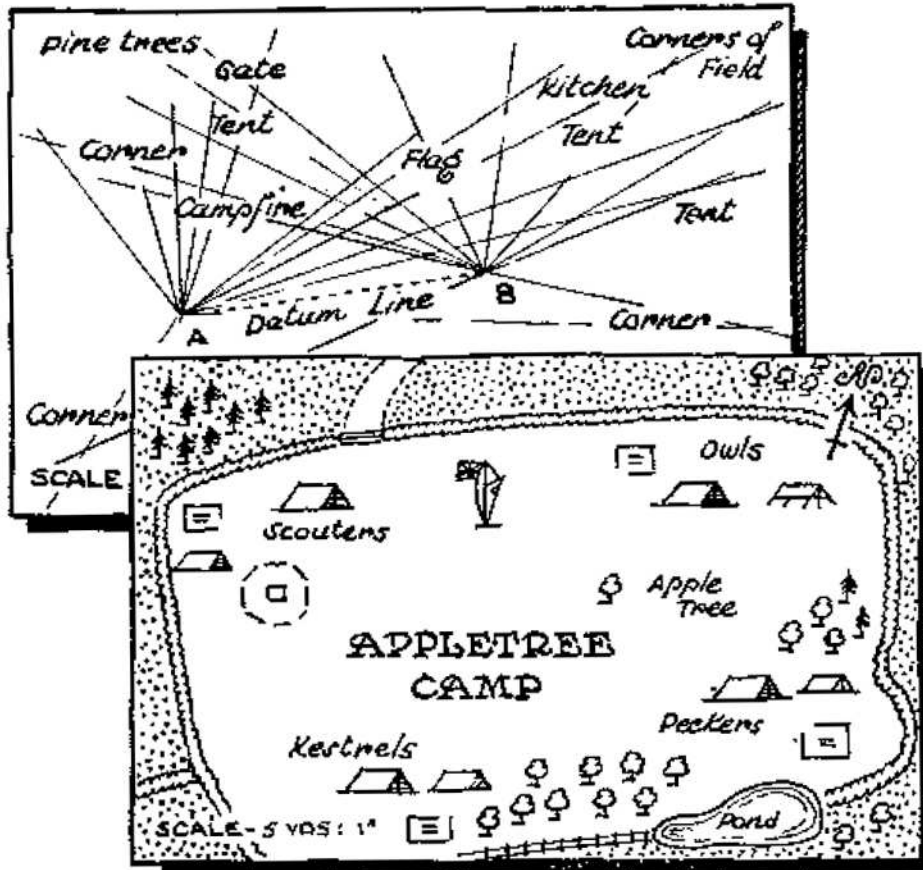 pine trees
Gate
Corners of
Field
Kitchen
Tent
Tent
Corner
Flag
Campfire
Tent
A
B
Datum Line
Corner
Corner
SCALE
Owls
Scouters
Apple
Tree
APPLETREE
CAMP
Peckers
Kestrels
SCALE - 5 YDS: 1"
Pond